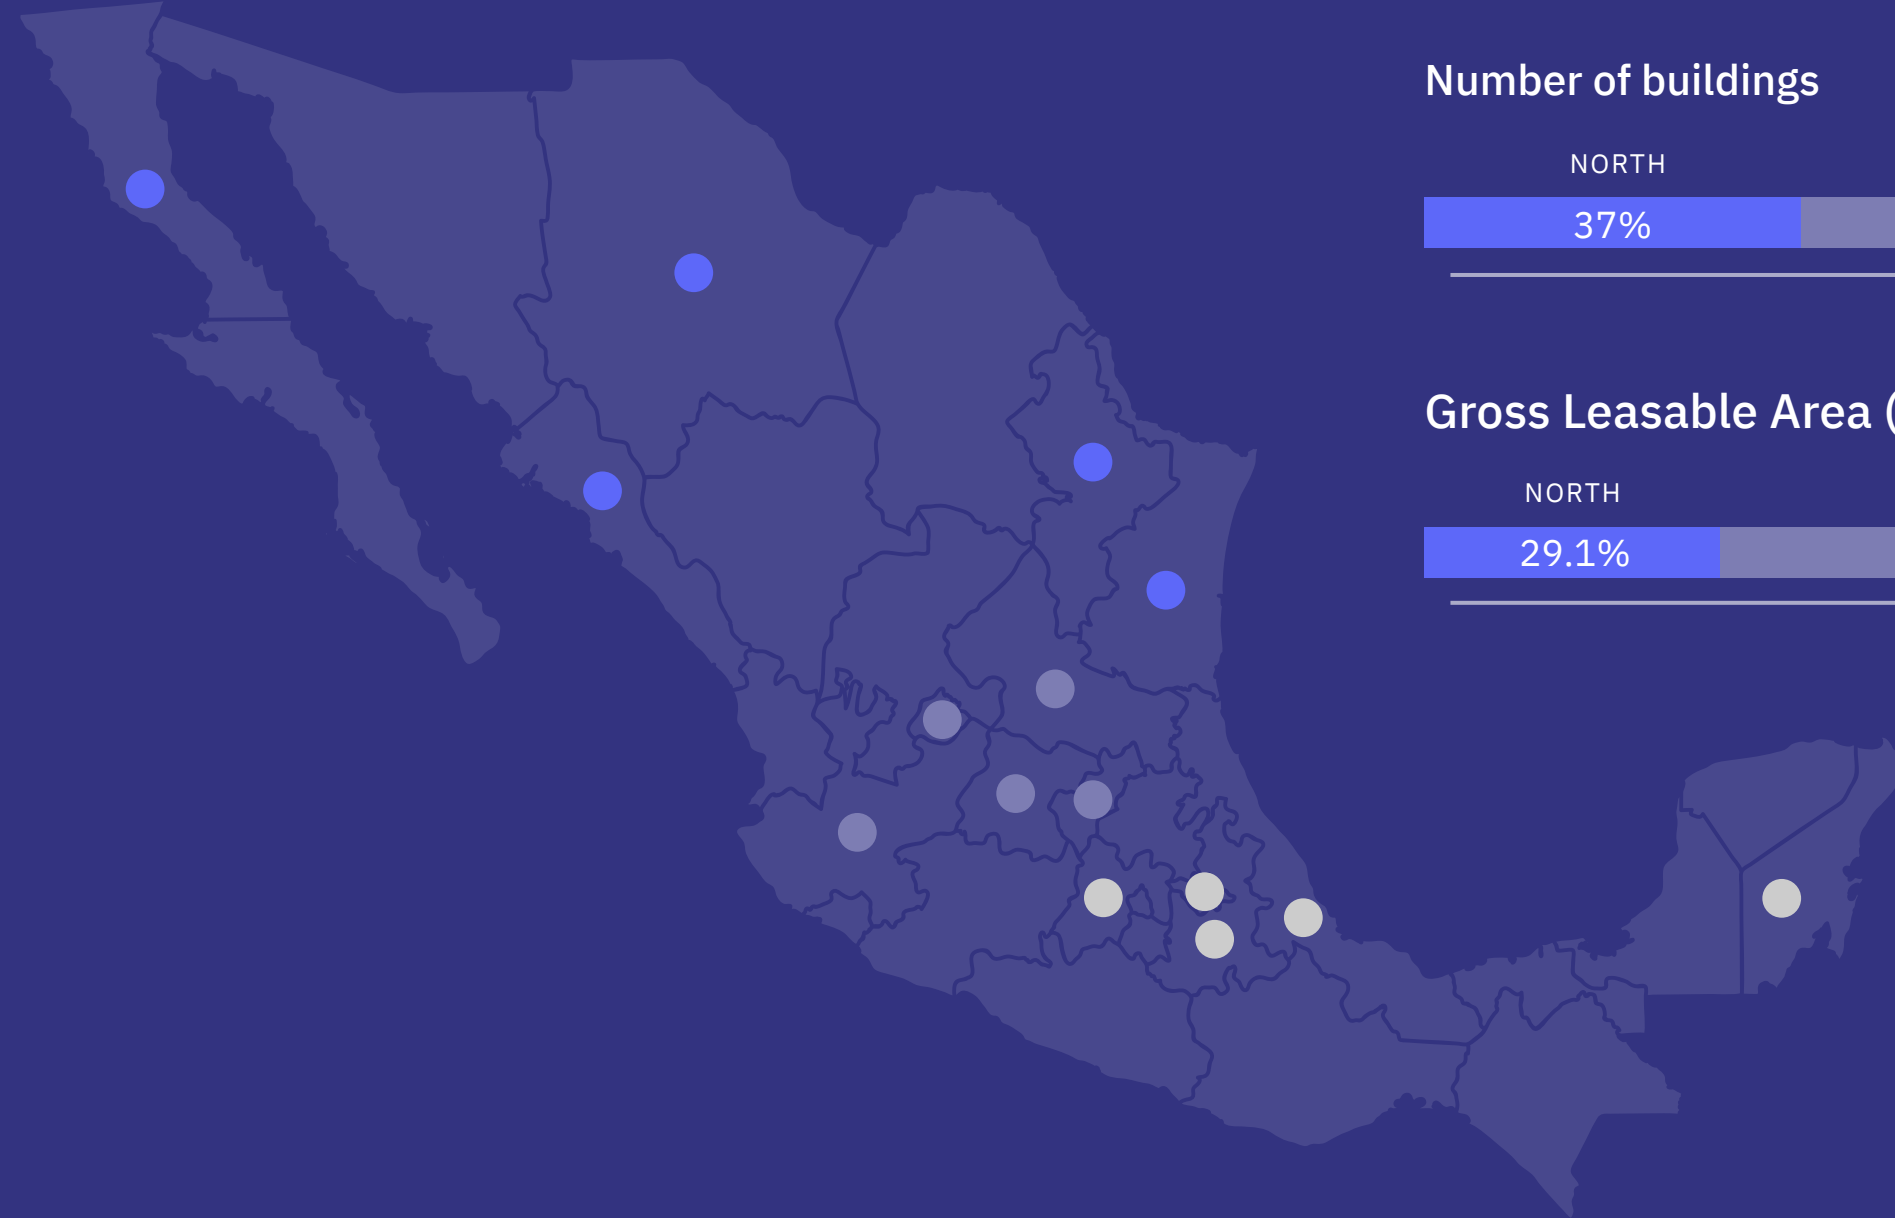 Number of buildings
NORTH
37%
Gross Leasable Area (
NORTH
29.1%